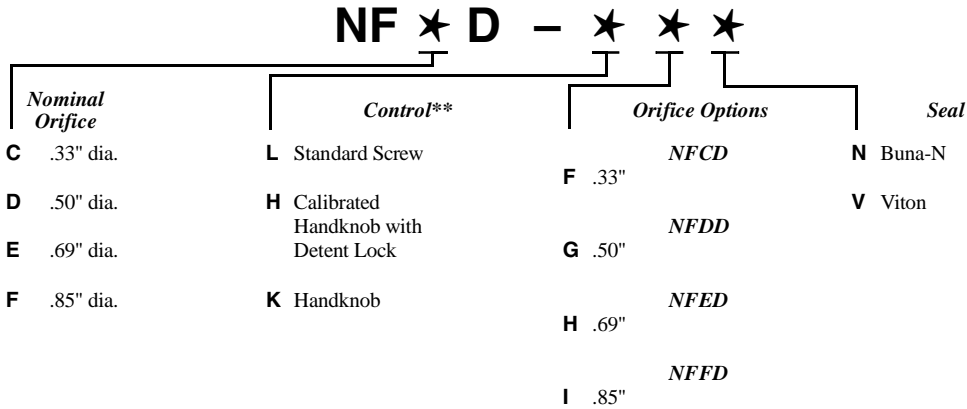 NF ✶ D – ✶ ✶ ✶
Nominal
Orifice
C .33" dia.
D .50" dia.
E .69" dia.
F .85" dia.
Control**
L Standard Screw
H Calibrated
Handknob with
Detent Lock
K Handknob
Orifice Options
NFCD
F .33"
NFDD
G .50"
NFED
H .69"
NFFD
I .85"
Seal
N Buna-N
V Viton